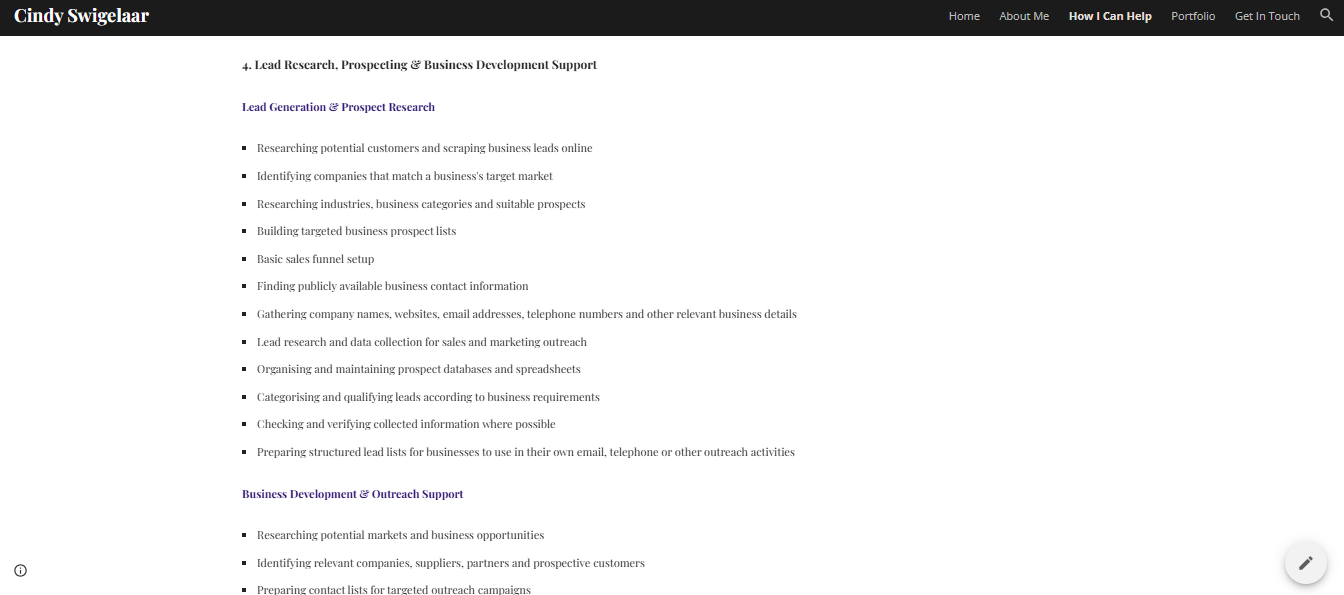 Cindy Swigelaar
Home About Me How I Can Help Portfolio Get In Touch
4. Lead Research, Prospecting & Business Development Support
Lead Generation & Prospect Research
Researching potential customers and scraping business leads online
Identifying companies that match a business's target market
Researching industries, business categories and suitable prospects
Building targeted business prospect lists
Basic sales funnel setup
Finding publicly available business contact information
Gathering company names, websites, email addresses, telephone numbers and other relevant business details
Lead research and data collection for sales and marketing outreach
Organising and maintaining prospect databases and spreadsheets
Categorising and qualifying leads according to business requirements
Checking and verifying collected information where possible
Preparing structured lead lists for businesses to use in their own email, telephone or other outreach activities
Business Development & Outreach Support
Researching potential markets and business opportunities
Identifying relevant companies, suppliers, partners and prospective customers
Preparing contact lists for targeted outreach campaigns